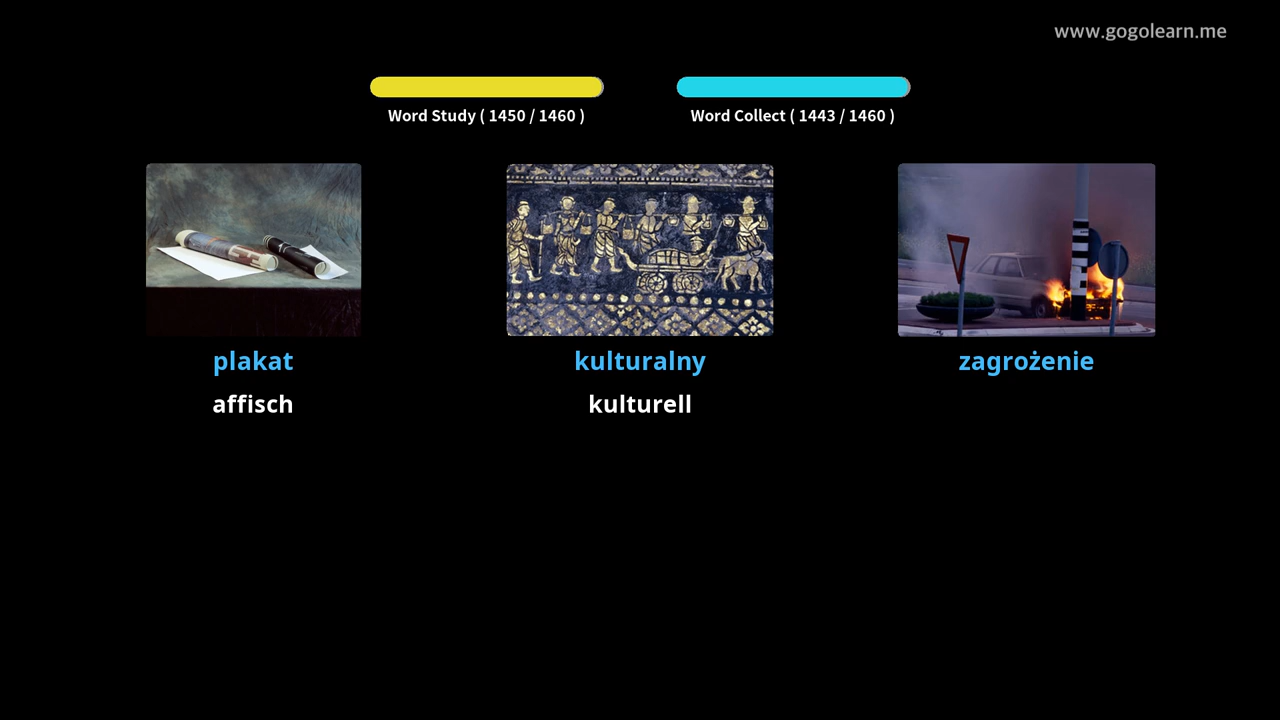 www.gogolearn.me
Word Study ( 1450 / 1460 )
Word Collect ( 1443 / 1460 )
plakat
kulturalny
zagrożenie
affisch
kulturell